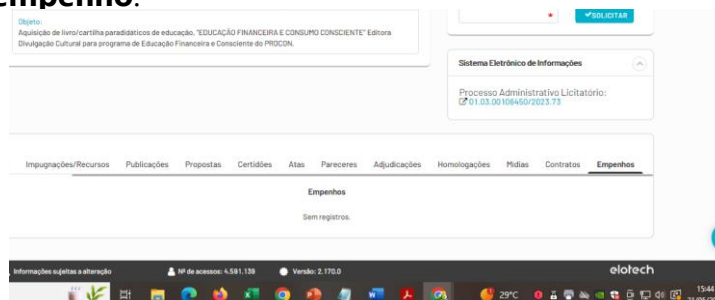 empenho.
Objeto:
Aquisição de livro/cartilha paradidáticos de educação, "EDUCAÇÃO FINANCEIRA E CONSUMO CONSCIENTE" Editora
Divulgação Cultural para programa de Educação Financeira e Consciente do PROCON.
* SOLICITAR
Sistema Eletrônico de Informações
Processo Administrativo Licitatório:
01.03.00106450/2023.73
Impugnações/Recursos Publicações Propostas Certidões Atas Pareceres Adjudicações Homologações Mídias Contratos Empenhos
Empenhos
Sem registros.
Informações sujeitas a alteração Nº de acessos: 4.591.139 Versão: 2.170.0 elotech
29°C 15:44